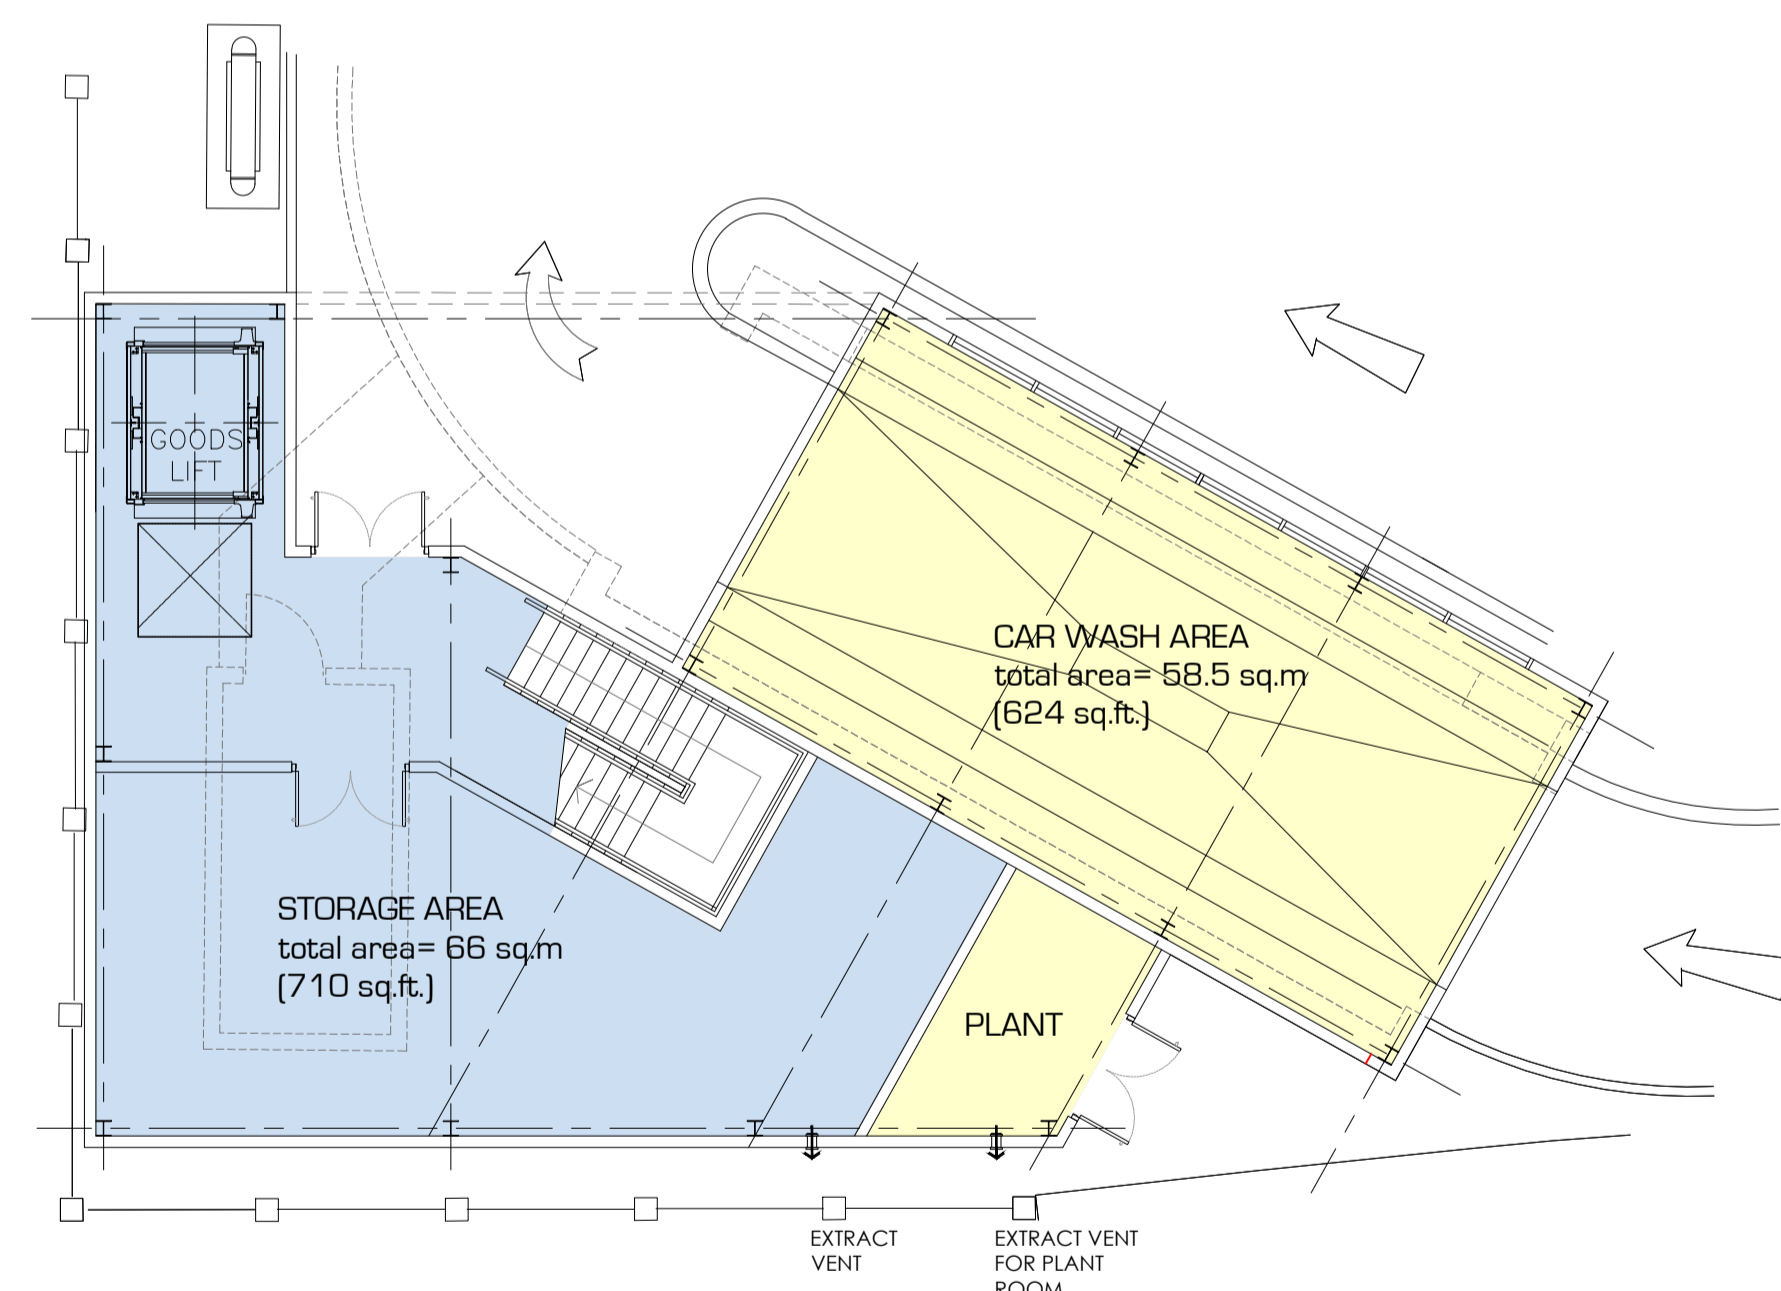 GOODS
LIFT
CAR WASH AREA
total area= 58.5 sq.m
(624 sq.ft.)
STORAGE AREA
total area= 66 sq.m
(710 sq.ft.)
PLANT
EXTRACT
VENT
EXTRACT VENT
FOR PLANT
ROOM